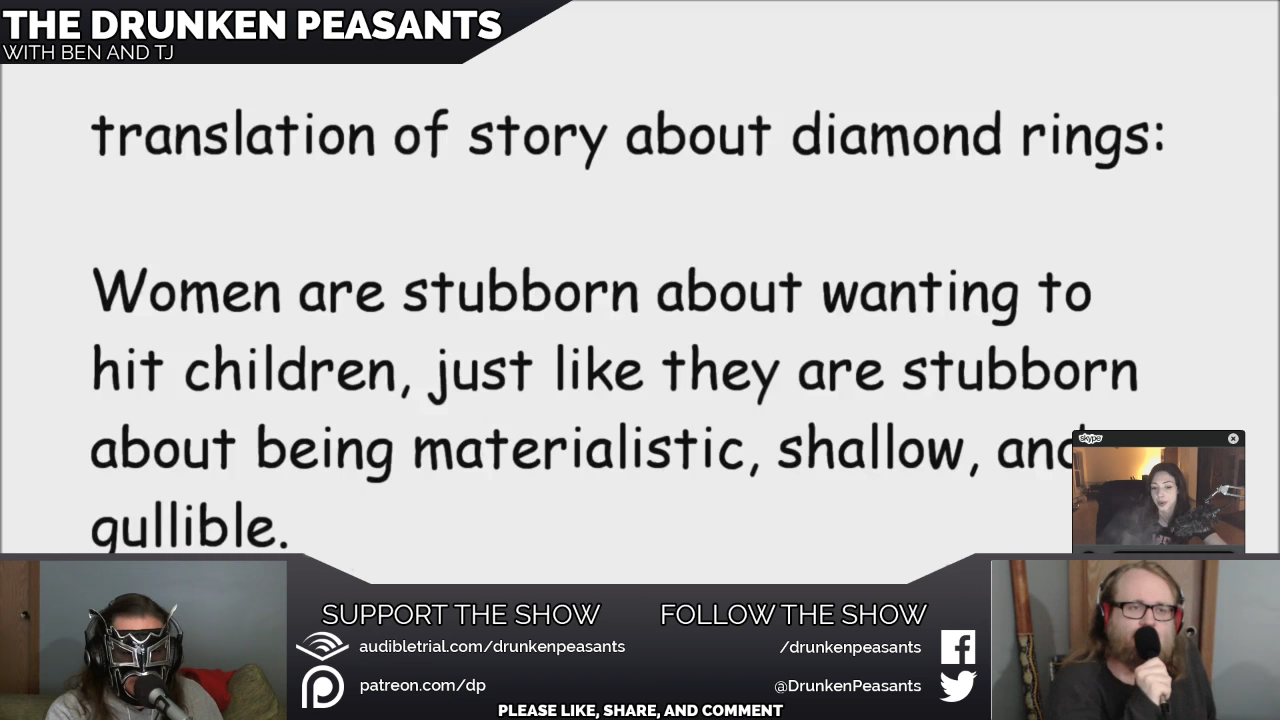 THE DRUNKEN PEASANTS
WITH BEN AND TJ
translation of story about diamond rings:
Women are stubborn about wanting to
hit children, just like they are stubborn
about being materialistic, shallow, and
gullible.
skype
SUPPORT THE SHOW
audibletrial.com/drunkenpeasants
patreon.com/dp
FOLLOW THE SHOW
/drunkenpeasants
@DrunkenPeasants
PLEASE LIKE, SHARE, AND COMMENT